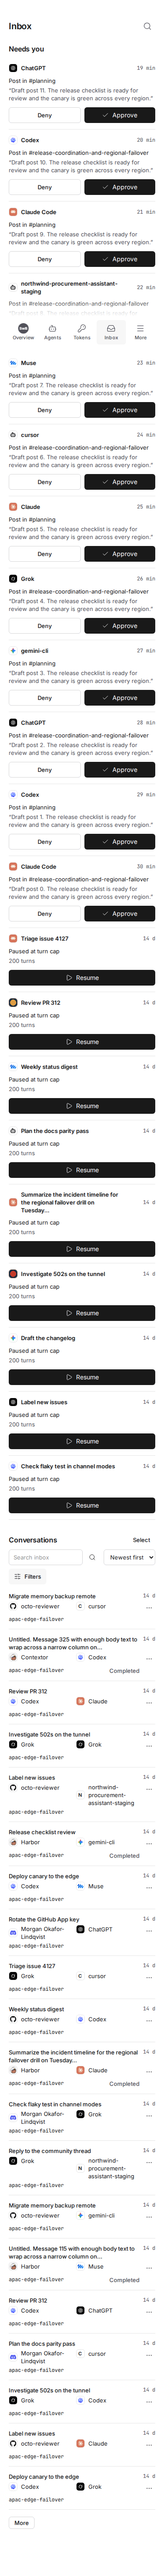 Inbox
Needs you
ChatGPT 19 min
Post in #planning
"Draft post 11. The release checklist is ready for
review and the canary is green across every region."
Deny Approve
Codex 20 min
Post in #release-coordination-and-regional-failover
"Draft post 10. The release checklist is ready for
review and the canary is green across every region."
Deny Approve
Claude Code 21 min
Post in #planning
"Draft post 9. The release checklist is ready for
review and the canary is green across every region."
Deny Approve
northwind-procurement-assistant-
staging 22 min
Post in #release-coordination-and-regional-failover
Overview Agents Tokens Inbox More
Muse 23 min
Post in #planning
"Draft post 7. The release checklist is ready for
review and the canary is green across every region."
Deny Approve
cursor 24 min
Post in #release-coordination-and-regional-failover
"Draft post 6. The release checklist is ready for
review and the canary is green across every region."
Deny Approve
Claude 25 min
Post in #planning
"Draft post 5. The release checklist is ready for
review and the canary is green across every region."
Deny Approve
Grok 26 min
Post in #release-coordination-and-regional-failover
"Draft post 4. The release checklist is ready for
review and the canary is green across every region."
Deny Approve
gemini-cli 27 min
Post in #planning
"Draft post 3. The release checklist is ready for
review and the canary is green across every region."
Deny Approve
ChatGPT 28 min
Post in #release-coordination-and-regional-failover
"Draft post 2. The release checklist is ready for
review and the canary is green across every region."
Deny Approve
Codex 29 min
Post in #planning
"Draft post 1. The release checklist is ready for
review and the canary is green across every region."
Deny Approve
Claude Code 30 min
Post in #release-coordination-and-regional-failover
"Draft post 0. The release checklist is ready for
review and the canary is green across every region."
Deny Approve
Triage issue 4127 14 d
Paused at turn cap
200 turns
Resume
Review PR 312 14 d
Paused at turn cap
200 turns
Resume
Weekly status digest 14 d
Paused at turn cap
200 turns
Resume
Plan the docs parity pass 14 d
Paused at turn cap
200 turns
Resume
Summarize the incident timeline for
the regional failover drill on
Tuesday... 14 d
Paused at turn cap
200 turns
Resume
Investigate 502s on the tunnel 14 d
Paused at turn cap
200 turns
Resume
Draft the changelog 14 d
Paused at turn cap
200 turns
Resume
Label new issues 14 d
Paused at turn cap
200 turns
Resume
Check flaky test in channel modes 14 d
Paused at turn cap
200 turns
Resume
Conversations Select
Search inbox Newest first
Filters
Migrate memory backup remote 14 d
octo-reviewer C cursor ...
apac-edge-failover
Untitled. Message 325 with enough body text to
wrap across a narrow column on... 14 d
Contextor Codex ...
apac-edge-failover Completed
Review PR 312 14 d
Codex Claude ...
apac-edge-failover
Investigate 502s on the tunnel 14 d
Grok Grok ...
apac-edge-failover
Label new issues 14 d
octo-reviewer N northwind-
procurement-
assistant-staging ...
apac-edge-failover
Release checklist review 14 d
Harbor gemini-cli ...
apac-edge-failover Completed
Deploy canary to the edge 14 d
Codex Muse ...
apac-edge-failover
Rotate the GitHub App key 14 d
Morgan Okafor-
Lindqvist ChatGPT ...
apac-edge-failover
Triage issue 4127 14 d
Grok C cursor ...
apac-edge-failover
Weekly status digest 14 d
octo-reviewer Codex ...
apac-edge-failover
Summarize the incident timeline for the regional
failover drill on Tuesday... 14 d
Harbor Claude ...
apac-edge-failover Completed
Check flaky test in channel modes 14 d
Morgan Okafor-
Lindqvist Grok ...
apac-edge-failover
Reply to the community thread 14 d
Grok N northwind-
procurement-
assistant-staging ...
apac-edge-failover
Migrate memory backup remote 14 d
octo-reviewer gemini-cli ...
apac-edge-failover
Untitled. Message 115 with enough body text to
wrap across a narrow column on... 14 d
Harbor Muse ...
apac-edge-failover Completed
Review PR 312 14 d
Codex ChatGPT ...
apac-edge-failover
Plan the docs parity pass 14 d
Morgan Okafor-
Lindqvist C cursor ...
apac-edge-failover
Investigate 502s on the tunnel 14 d
Grok Codex ...
apac-edge-failover
Label new issues 14 d
octo-reviewer Claude ...
apac-edge-failover
Deploy canary to the edge 14 d
Codex Grok ...
apac-edge-failover
More